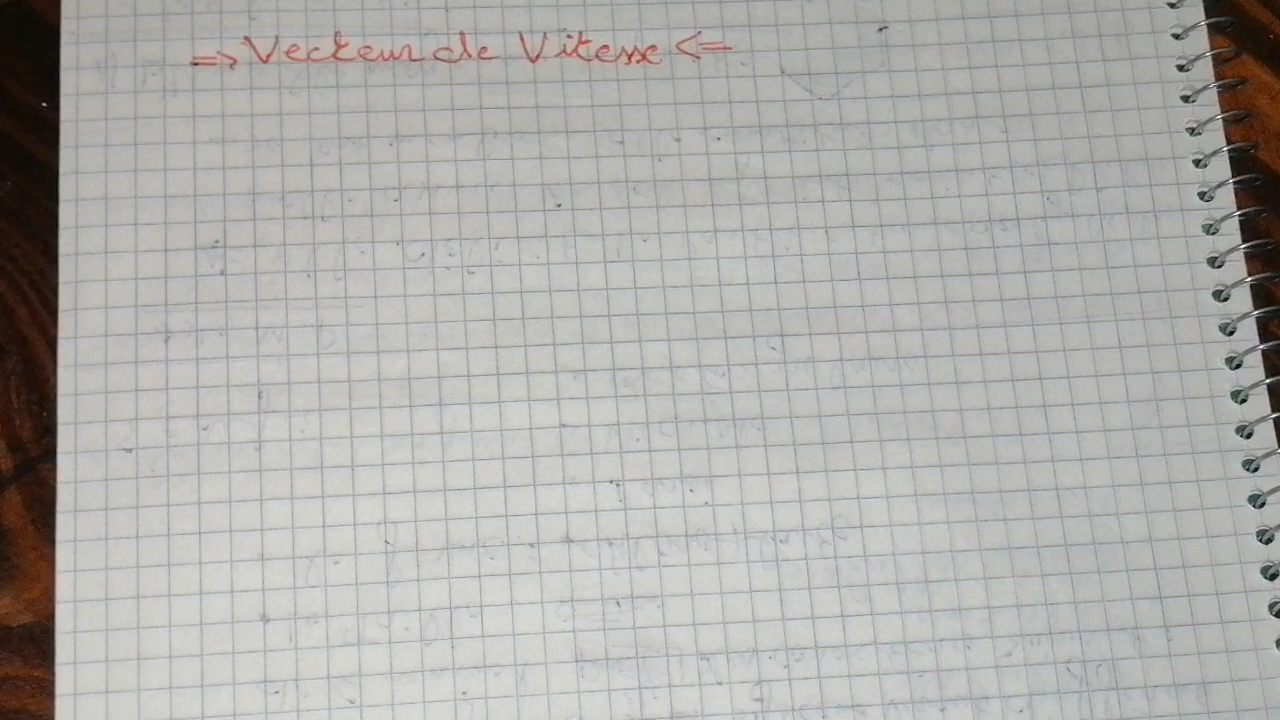 => Vecteur de Vitesse <=